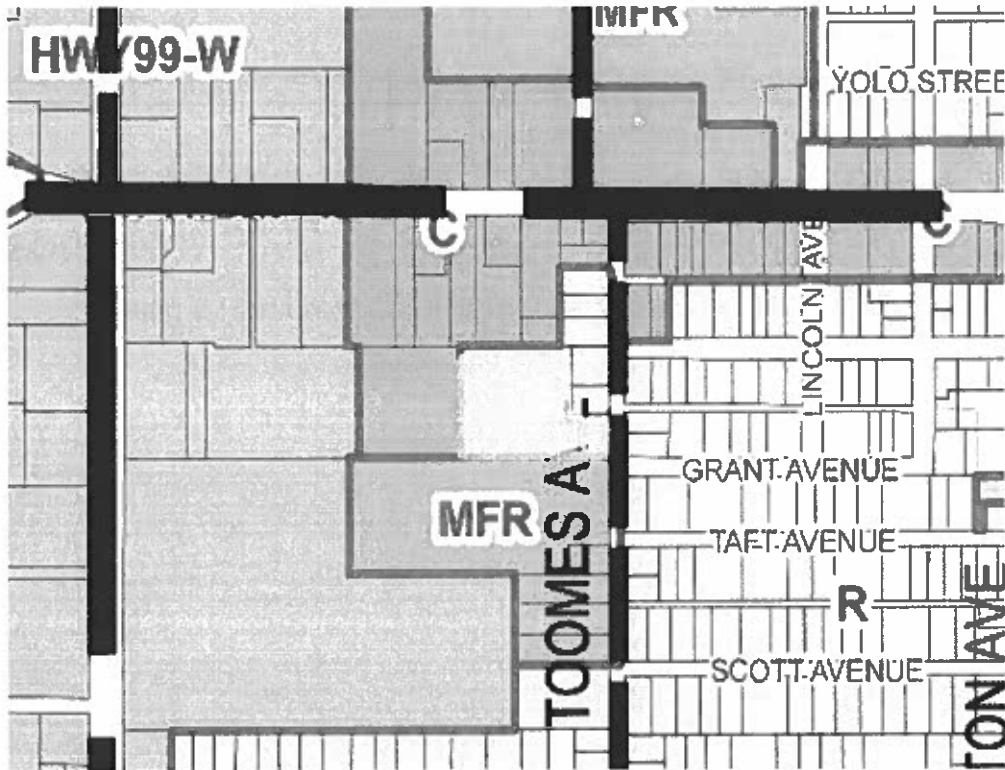 MFR
HWY99-W
YOLO STREE
C
C
LINCOLN AVE
GRANT AVENUE
MFR
TOOMES A
TAFT AVENUE
R
SCOTT AVENUE
TON AVE